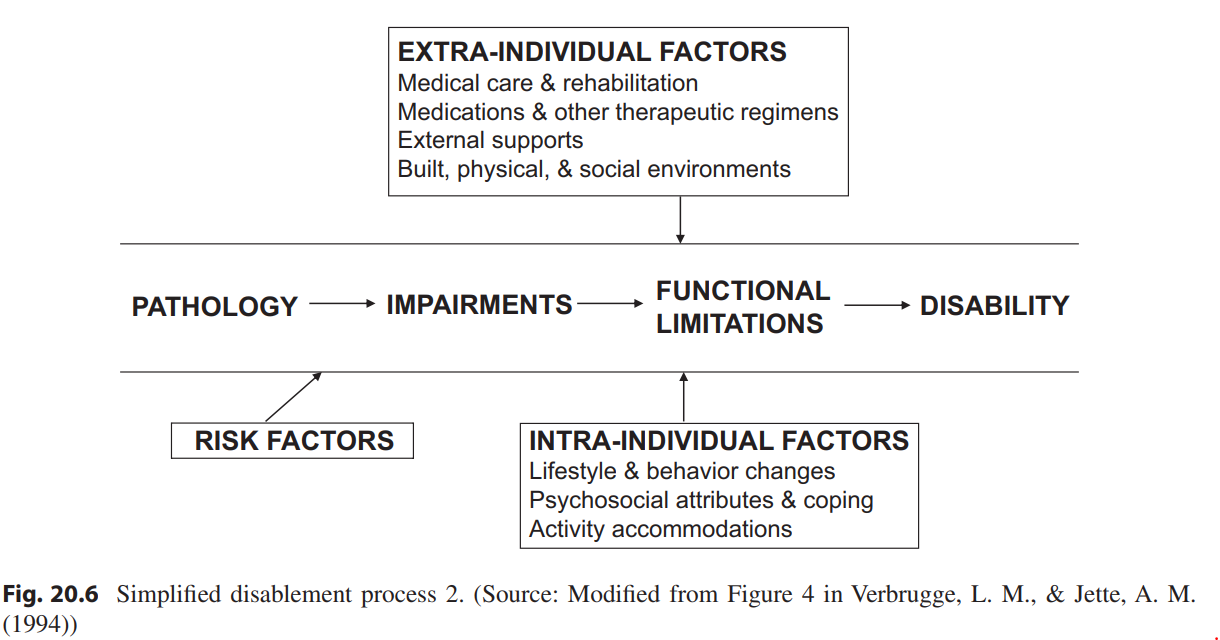 EXTRA-INDIVIDUAL FACTORS
Medical care & rehabilitation
Medications & other therapeutic regimens
External supports
Built, physical, & social environments
PATHOLOGY
IMPAIRMENTS
FUNCTIONAL
LIMITATIONS
DISABILITY
RISK FACTORS
INTRA-INDIVIDUAL FACTORS
Lifestyle & behavior changes
Psychosocial attributes & coping
Activity accommodations
Fig. 20.6 Simplified disablement process 2. (Source: Modified from Figure 4 in Verbrugge, L. M., & Jette, A. M.
(1994))